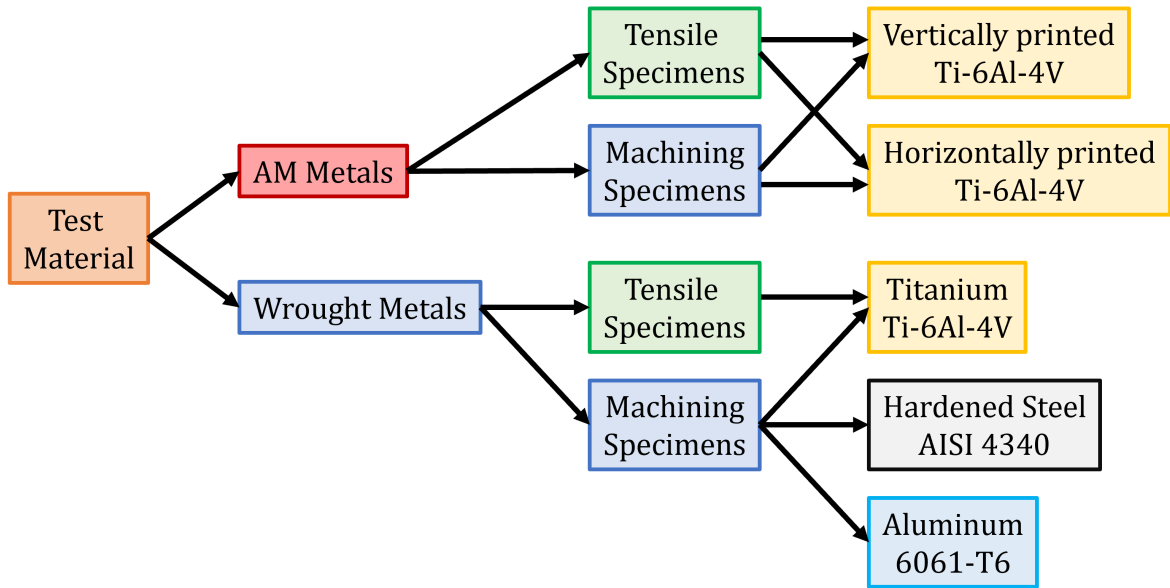 Test
Material
AM Metals
Wrought Metals
Tensile
Specimens
Machining
Specimens
Tensile
Specimens
Machining
Specimens
Vertically printed
Ti-6Al-4V
Horizontally printed
Ti-6Al-4V
Titanium
Ti-6Al-4V
Hardened Steel
AISI 4340
Aluminum
6061-T6